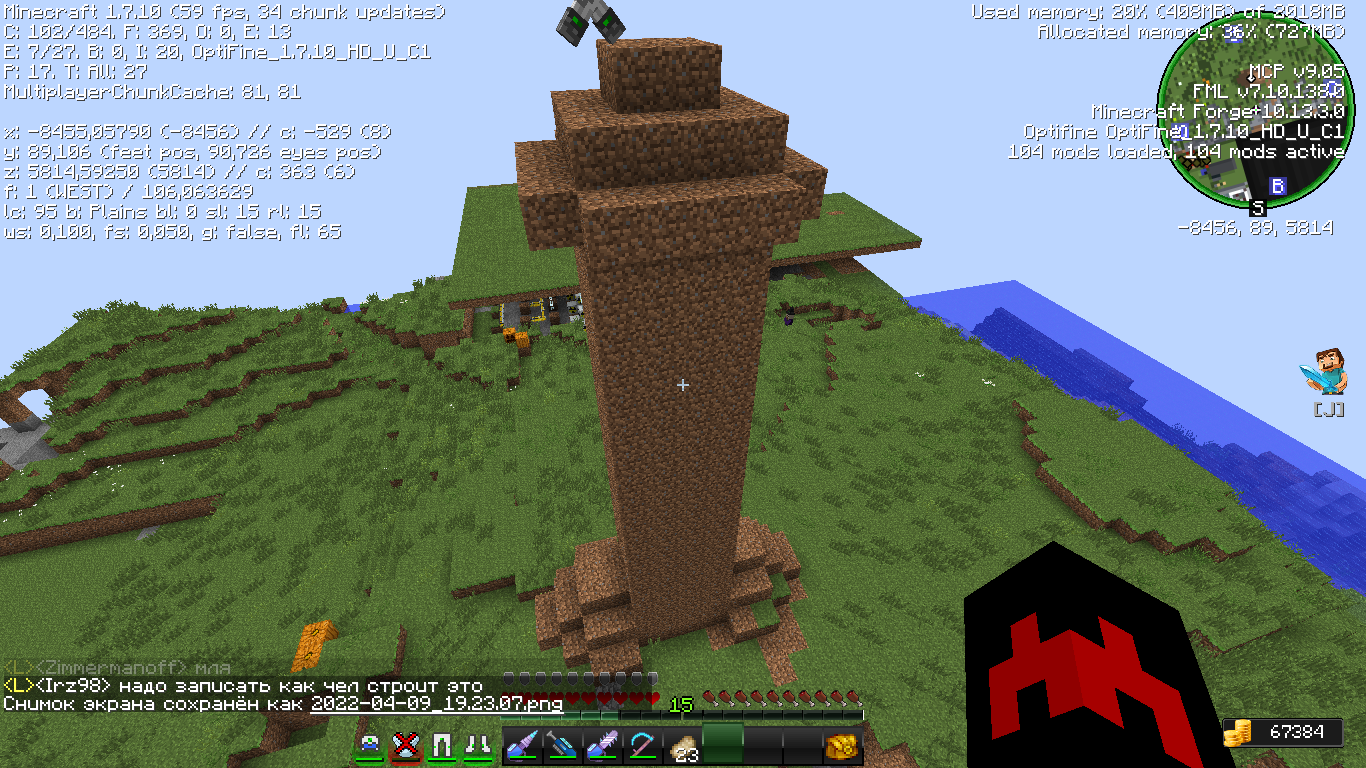 Minecraft 1.7.10 (59 fps, 34 chunk updates)
C: 102/484. F: 369, O: 0, E: 13
E: 7/27. B: 0, I: 20, OptiFine_1.7.10_HD_U_C1
P: 17. T: All: 27
MultiplayerChunkCache: 81, 81
x: -8455,05790 (-8456) // c: -529 (8)
y: 89,106 (feet pos, 90,726 eyes pos)
z: 5814,59250 (5814) // c: 363 (6)
f: 1 (WEST) / 106,063629
lc: 95 b: Plains bl: 0 sl: 15 rl: 15
ws: 0,100, fs: 0,050, g: false, fl: 65
Used memory: 20% (408MB) of 2018MB
Allocated memory: 36% (727MB)
MCP v9.05
FML v7.10.138.0
Minecraft Forge 10.13.3.0
Optifine OptiFine_1.7.10_HD_U_C1
104 mods loaded, 104 mods active
B
S
-8456, 89, 5814
[J]
<L><Zimmermanoff> мля
<L><Irz98> надо записать как чел строит это
Снимок экрана сохранён как 2022-04-09_19.23.07.png
15
23
67384